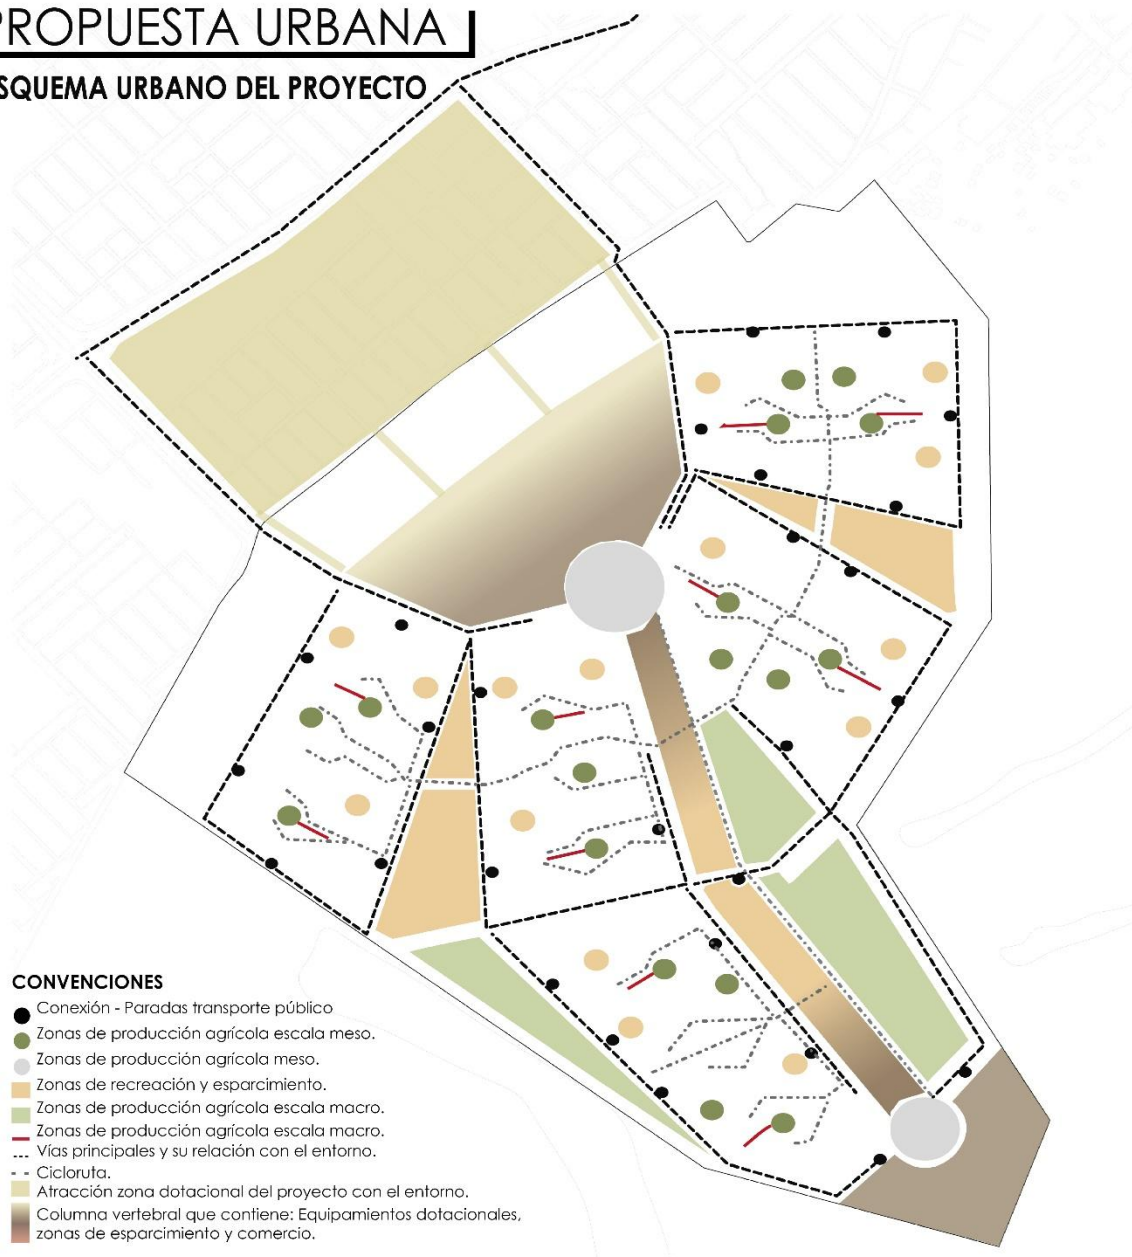 PROPUESTA URBANA
SQUEMA URBANO DEL PROYECTO
CONVENCIONES
Conexión - Paradas transporte público
Zonas de producción agrícola escala meso.
Zonas de producción agrícola meso.
Zonas de recreación y esparcimiento.
Zonas de producción agrícola escala macro.
Zonas de producción agrícola escala macro.
Vías principales y su relación con el entorno.
Cicloruta.
Atracción zona dotacional del proyecto con el entorno.
Columna vertebral que contiene: Equipamientos dotacionales,
zonas de esparcimiento y comercio.